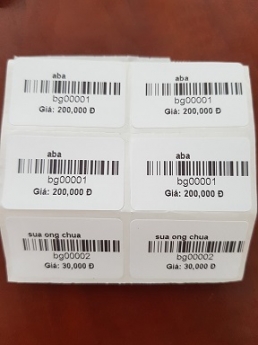 aba
bg00001
Giá: 200,000 Đ
aba
bg00001
Giá: 200,000 Đ
aba
bg00001
Giá: 200,000 Đ
aba
bg00001
Giá: 200,000 Đ
sua ong chua
bg00002
Giá: 30,000 Đ
sua ong chua
bg00002
Giá: 30,000 Đ